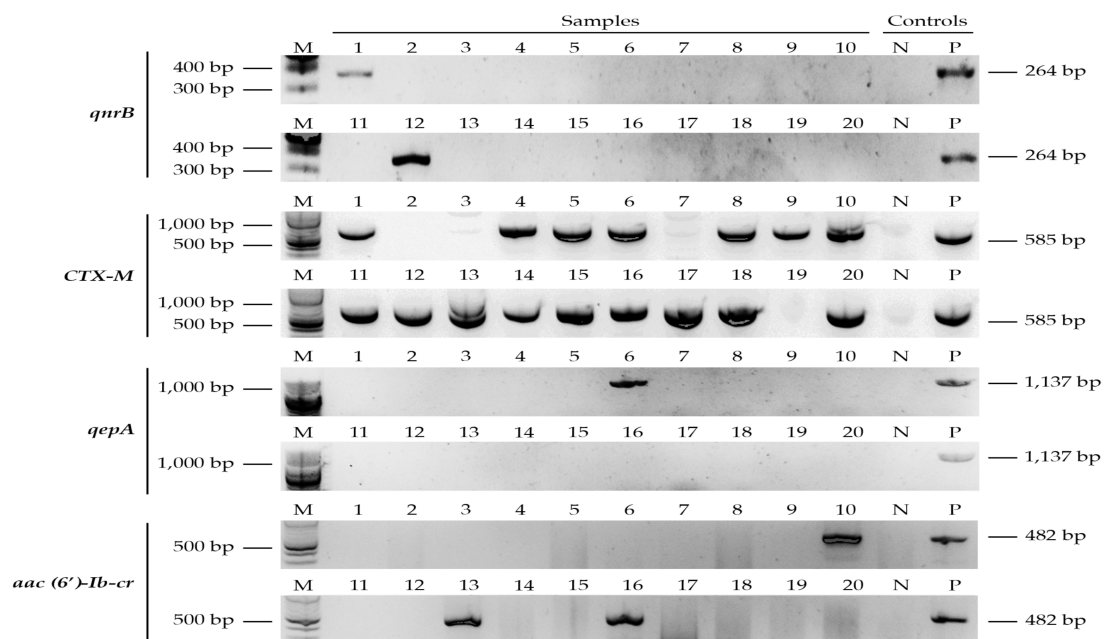 Samples Controls
M 1 2 3 4 5 6 7 8 9 10 N P
400 bp
300 bp
264 bp
qnrB
M 11 12 13 14 15 16 17 18 19 20 N P
400 bp
300 bp
264 bp
M 1 2 3 4 5 6 7 8 9 10 N P
1,000 bp
500 bp
585 bp
CTX-M
M 11 12 13 14 15 16 17 18 19 20 N P
1,000 bp
500 bp
585 bp
M 1 2 3 4 5 6 7 8 9 10 N P
1,000 bp
1,137 bp
qepA
M 11 12 13 14 15 16 17 18 19 20 N P
1,000 bp
1,137 bp
M 1 2 3 4 5 6 7 8 9 10 N P
500 bp
482 bp
aac (6′)-Ib-cr
M 11 12 13 14 15 16 17 18 19 20 N P
500 bp
482 bp